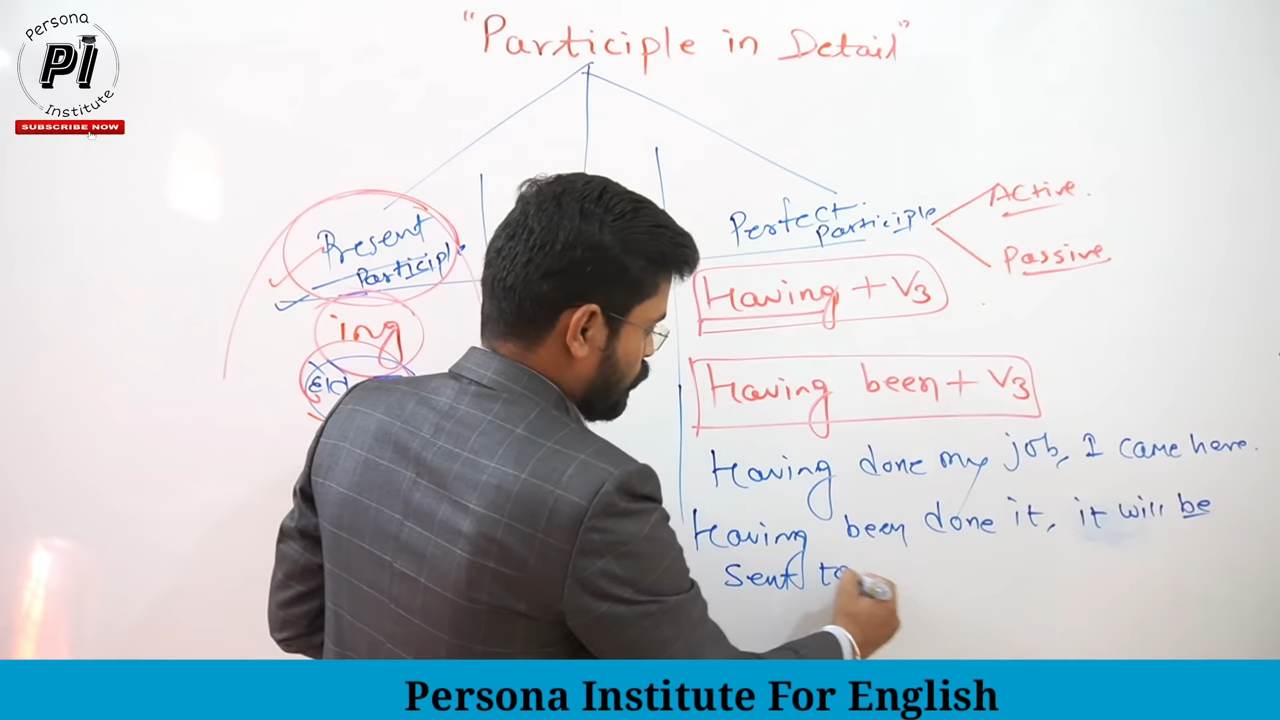 Persona
PI
Institute
SUBSCRIBE NOW
"Participle in Detail"
Present
Participle
ing
Perfect
Participle
Active.
Passive
Having + V3
Having been + V3
Having done my job, I came here.
Having been done it, it will be
Sent to
Persona Institute For English